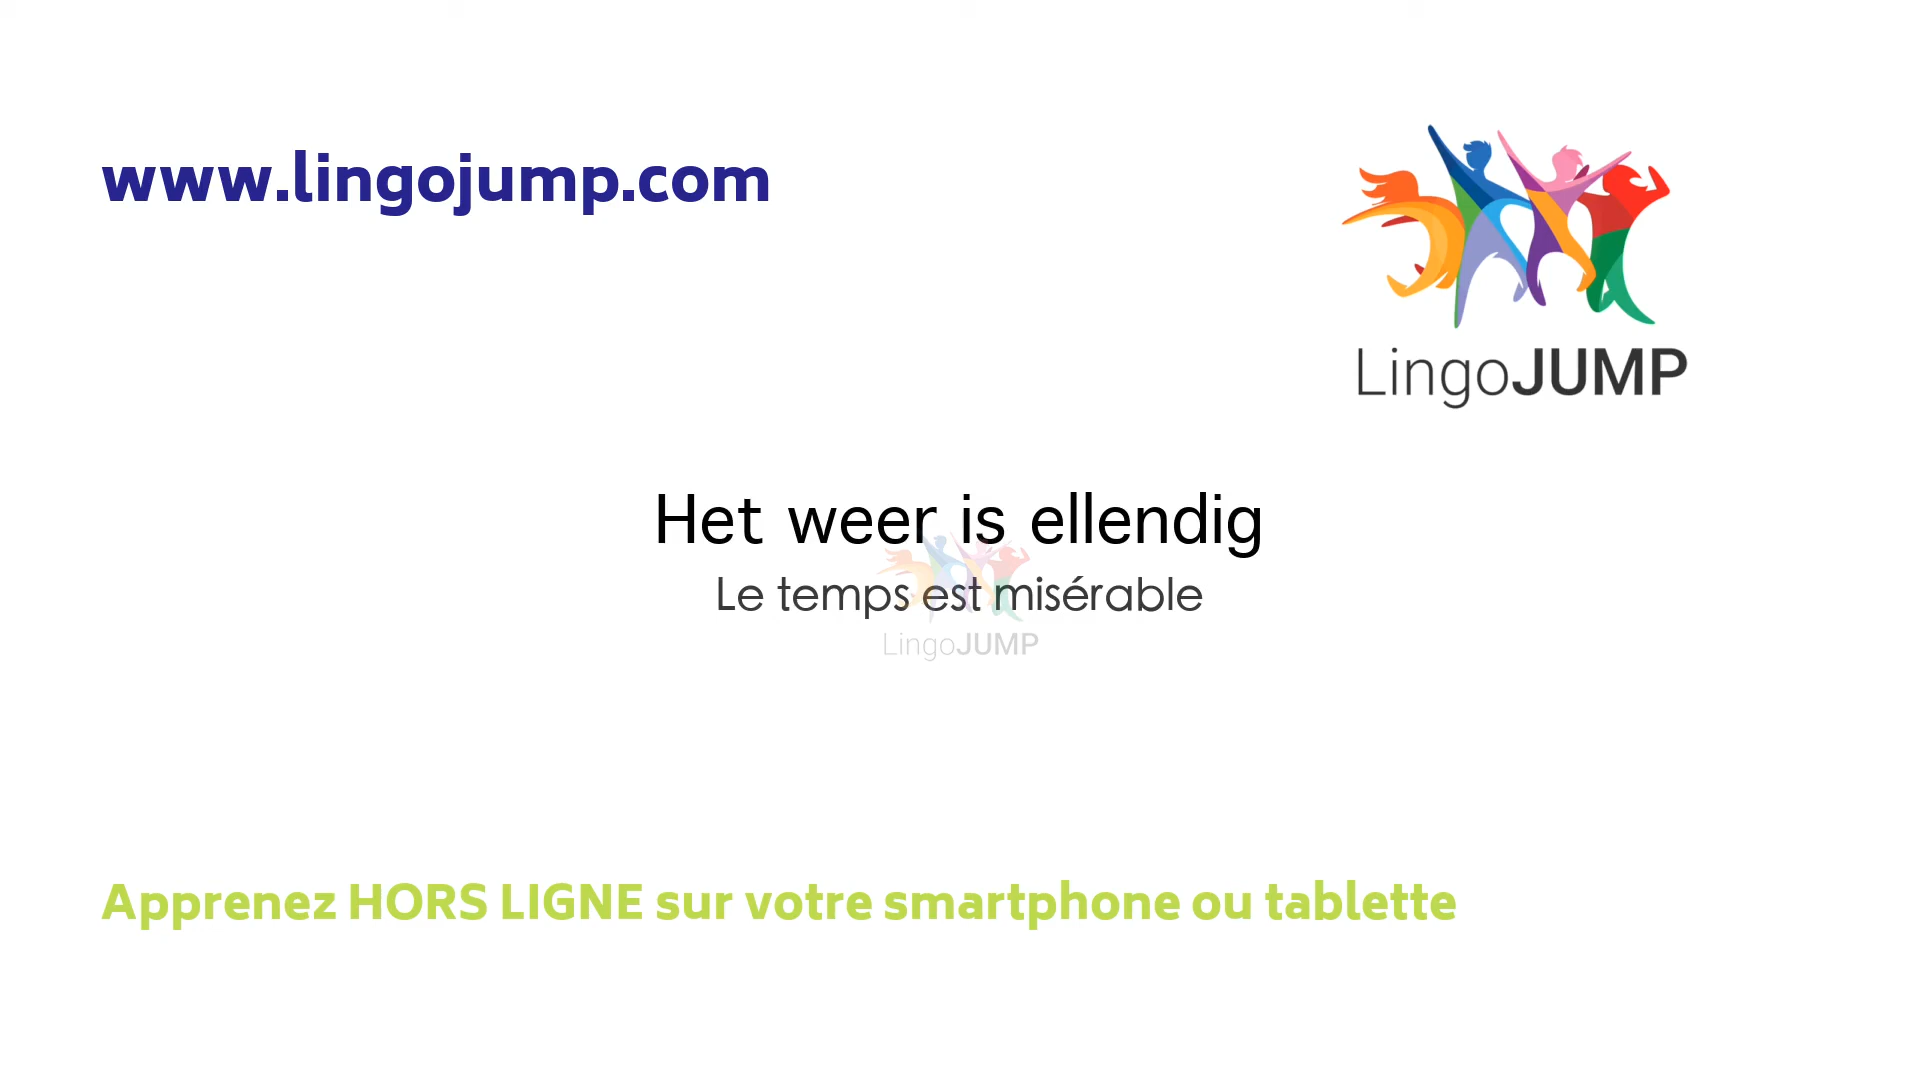 www.lingojump.com
LingoJUMP
Het weer is ellendig
Le temps est misérable
LingoJUMP
Apprenez HORS LIGNE sur votre smartphone ou tablette